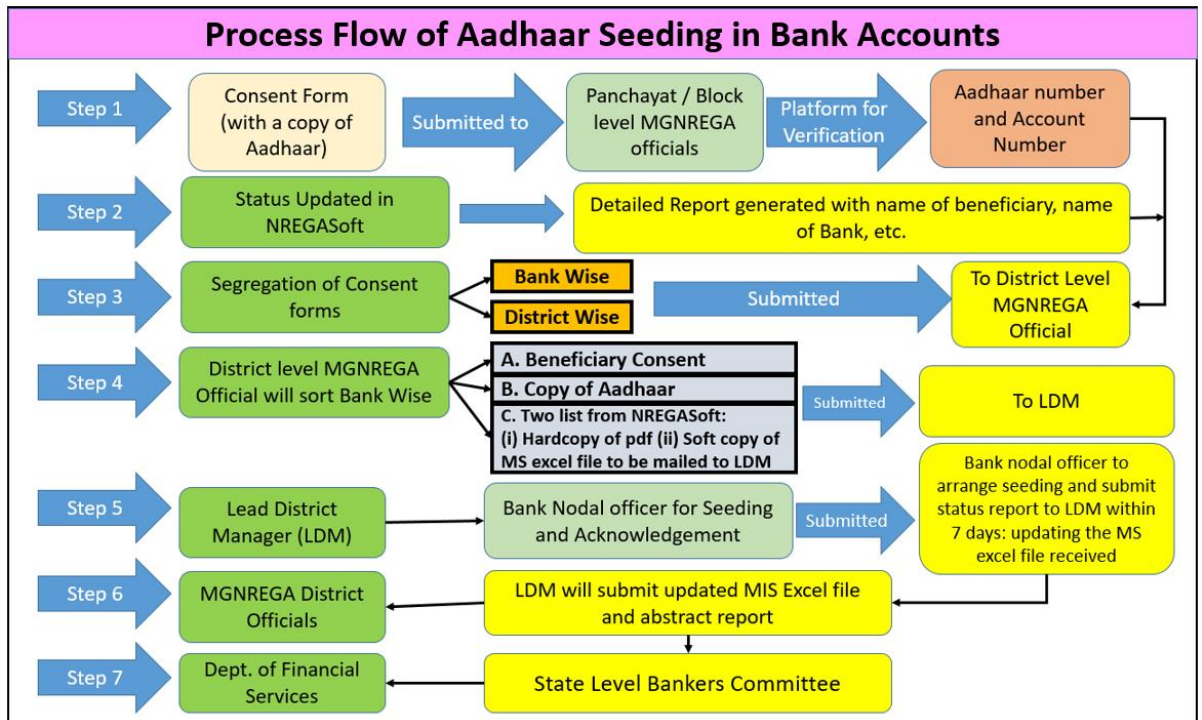 Process Flow of Aadhaar Seeding in Bank Accounts
Step 1
Consent Form
(with a copy of
Aadhaar)
Submitted to
Panchayat / Block
level MGNREGA
officials
Platform for
Verification
Aadhaar number
and Account
Number
Step 2
Status Updated in
NREGASoft
Detailed Report generated with name of beneficiary, name
of Bank, etc.
Step 3
Segregation of Consent
forms
Bank Wise
District Wise
Submitted
To District Level
MGNREGA
Official
Step 4
District level MGNREGA
Official will sort Bank Wise
A. Beneficiary Consent
B. Copy of Aadhaar
C. Two list from NREGASoft:
(i) Hardcopy of pdf (ii) Soft copy of
MS excel file to be mailed to LDM
Submitted
To LDM
Step 5
Lead District
Manager (LDM)
Bank Nodal officer for Seeding
and Acknowledgement
Submitted
Bank nodal officer to
arrange seeding and submit
status report to LDM within
7 days: updating the MS
excel file received
Step 6
MGNREGA District
Officials
LDM will submit updated MIS Excel file
and abstract report
Step 7
Dept. of Financial
Services
State Level Bankers Committee